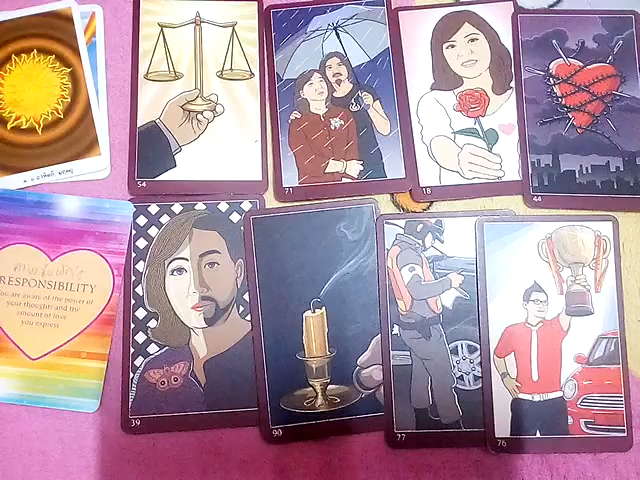 54
71
18
44
RESPONSIBILITY
You are aware of the power of
your thoughts and the
amount of love
you express
39
90
77
76